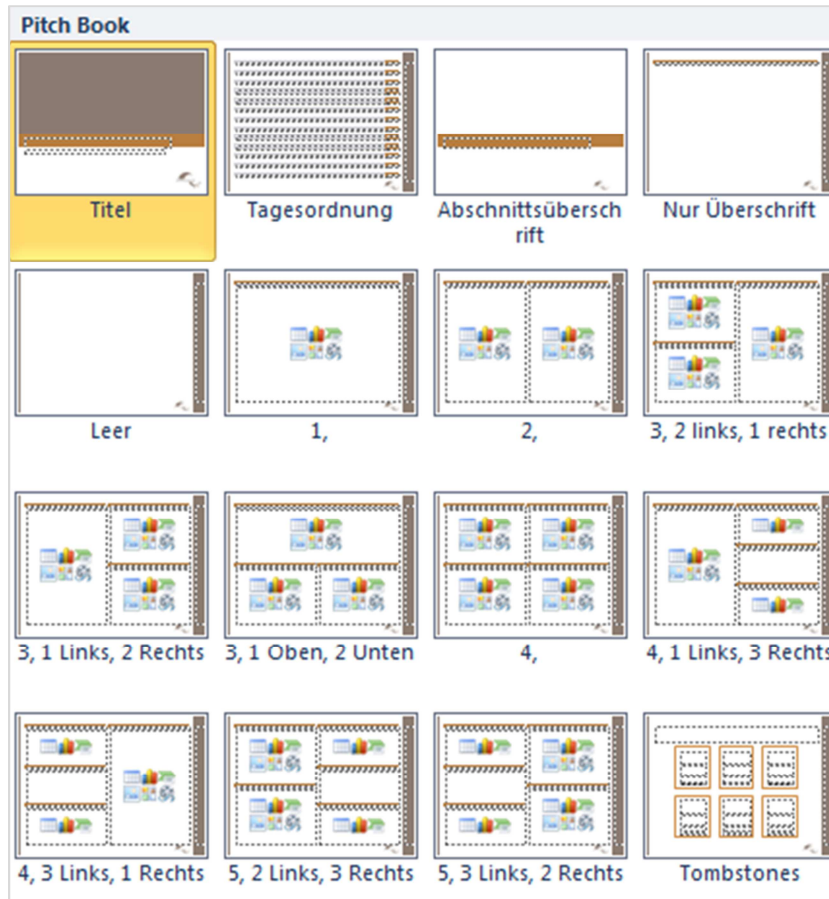 Pitch Book
Titel
Tagesordnung
Abschnittsübersch
rift
Nur Überschrift
Leer
1,
2,
3, 2 links, 1 rechts
3, 1 Links, 2 Rechts
3, 1 Oben, 2 Unten
4,
4, 1 Links, 3 Rechts
4, 3 Links, 1 Rechts
5, 2 Links, 3 Rechts
5, 3 Links, 2 Rechts
Tombstones